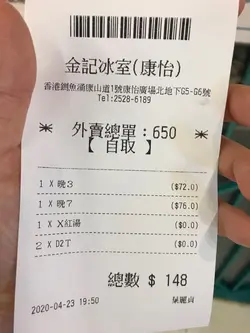 金記冰室(康怡)
香港鰂魚涌康山道1號康怡廣場北地下G5-G6號
Tel:2528-6189
外賣總單:650
【自取】
1 X 晚3 ($72.0)
1 X 晚7 ($76.0)
1 X X紅湯 ($0.0)
2 X D2T ($0.0)
總數 $ 148
2020-04-23 19:50